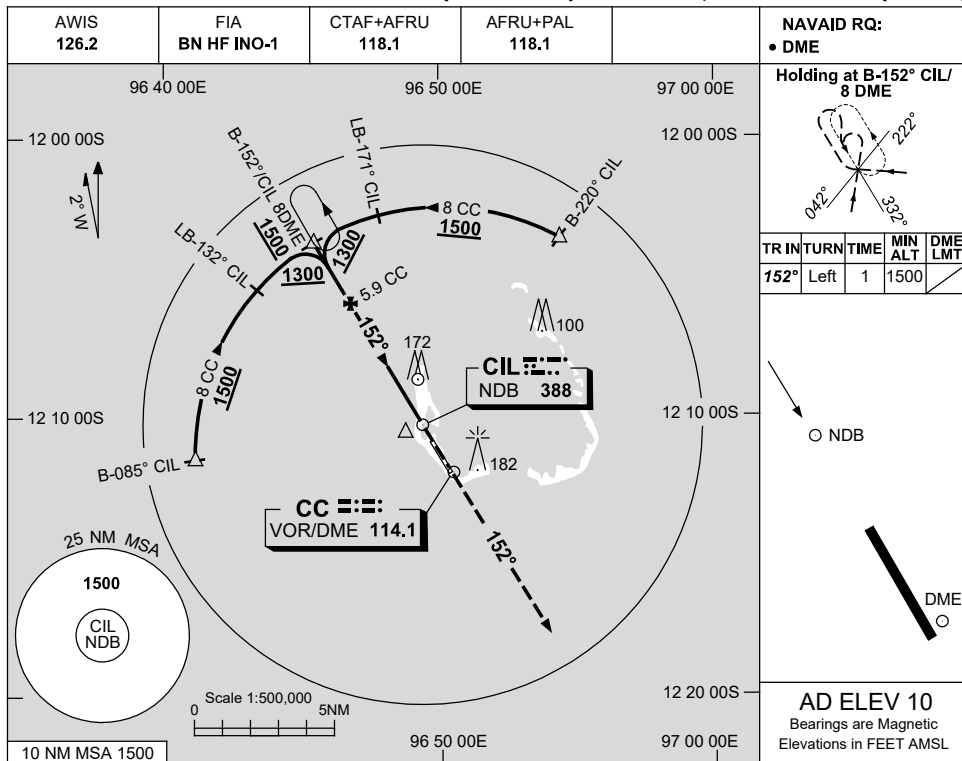 AWIS
126.2
FIA
BN HF INO-1
CTAF+AFRU
118.1
AFRU+PAL
118.1
NAVAID RQ:
• DME
96 40 00E
96 50 00E
97 00 00E
12 00 00S
12 00 00S
2° W
B-152°/CIL 8DME
LB-171° CIL
8 CC
1500
B-220° CIL
1500
1300
1300
LB-132° CIL
5.9 CC
152°
8 CC
1500
172
100
CIL
NDB 388
12 10 00S
12 10 00S
B-085° CIL
182
CC
VOR/DME 114.1
152°
25 NM MSA
1500
CIL
NDB
Scale 1:500,000
0
5NM
12 20 00S
10 NM MSA 1500
96 50 00E
97 00 00E
Holding at B-152° CIL/
8 DME
222°
042°
332°
TR IN TURN TIME MIN ALT DME LMT
152° Left 1 1500
NDB
DME
AD ELEV 10
Bearings are Magnetic
Elevations in FEET AMSL